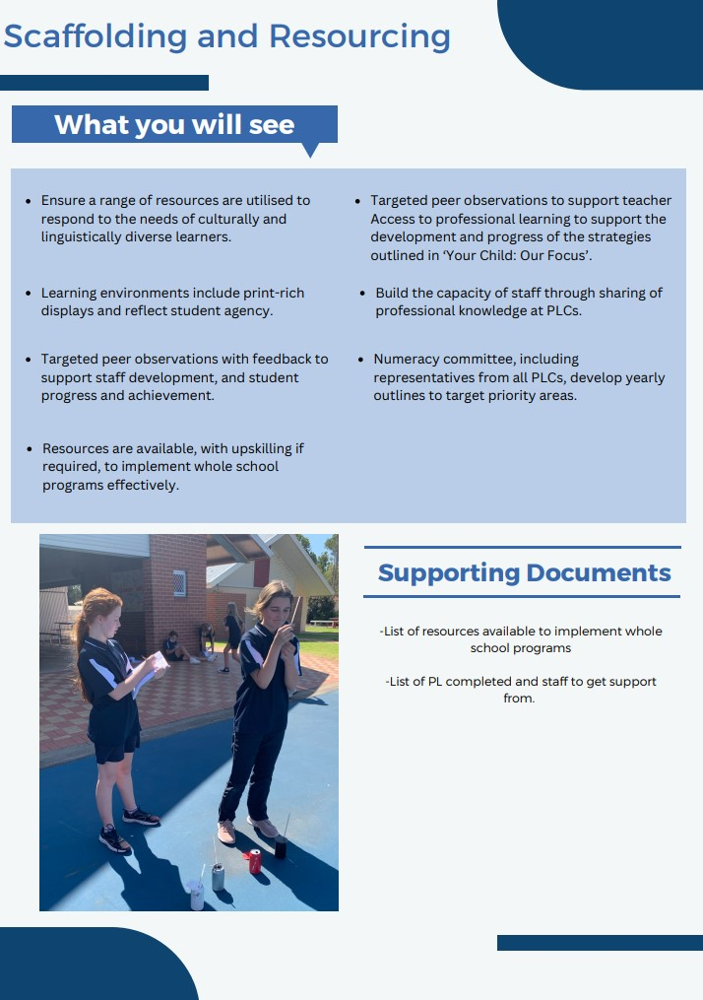 Scaffolding and Resourcing
What you will see
Ensure a range of resources are utilised to
respond to the needs of culturally and
linguistically diverse learners.
Learning environments include print-rich
displays and reflect student agency.
Targeted peer observations with feedback to
support staff development, and student
progress and achievement.
Resources are available, with upskilling if
required, to implement whole school
programs effectively.
Targeted peer observations to support teacher
Access to professional learning to support the
development and progress of the strategies
outlined in ‘Your Child: Our Focus’.
Build the capacity of staff through sharing of
professional knowledge at PLCs.
Numeracy committee, including
representatives from all PLCs, develop yearly
outlines to target priority areas.
Supporting Documents
-List of resources available to implement whole
school programs
-List of PL completed and staff to get support
from.